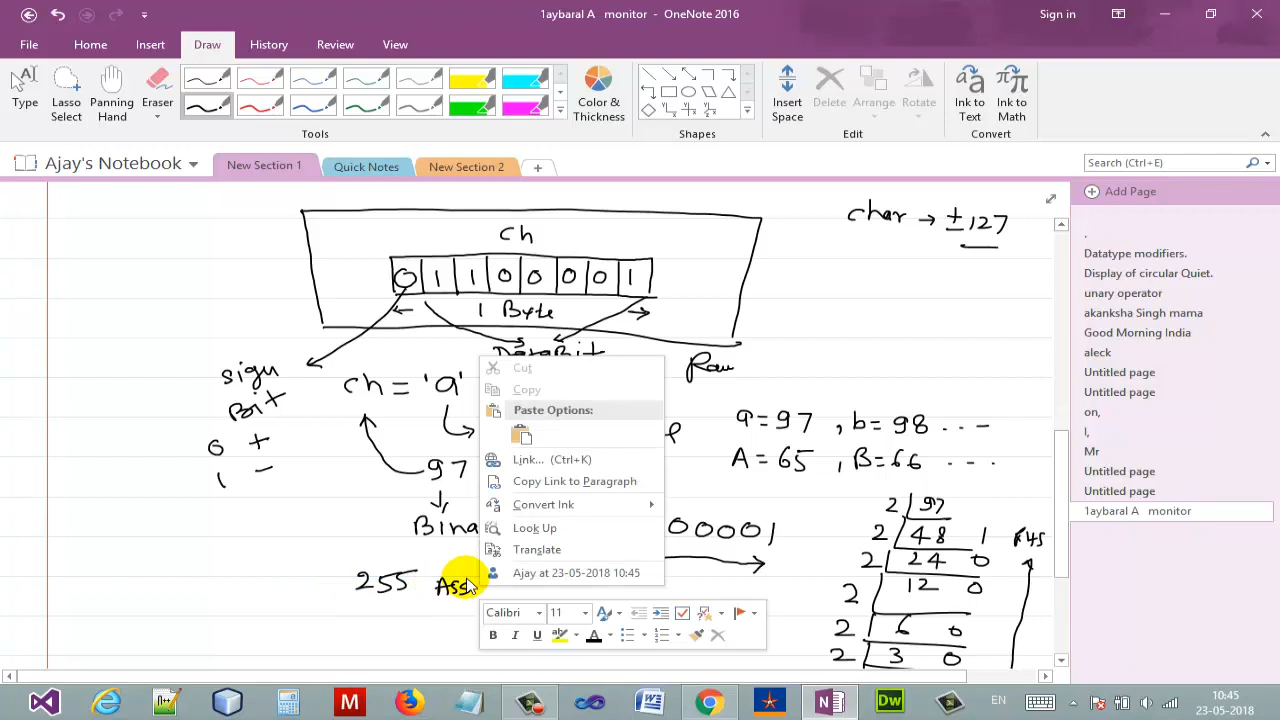 1aybaral A monitor - OneNote 2016
Sign in
File Home Insert Draw History Review View
Type
Lasso Select
Panning Hand
Eraser
Color & Thickness
Insert Space
Delete
Arrange
Rotate
Ink to Text
Ink to Math
Tools
Shapes
Edit
Convert
Ajay's Notebook
New Section 1
Quick Notes
New Section 2
Search (Ctrl+E)
Add Page
.
Datatype modifiers.
Display of circular Quiet.
unary operator
akanksha Singh mama
Good Morning India
aleck
Untitled page
Untitled page
on,
I,
Mr
Untitled page
Untitled page
1aybaral A monitor
char → ± 127
ch
0 1 1 0 0 0 0 1
1 Byte
DataBit
Ram
sign
Bit
0 +
1 -
ch = 'a'
97
Bina
00001
255 Ass
a = 97 , b = 98 ...
A = 65 , B = 66 ...
2 97
2 48 1
2 24 0
2 12 0
2 6 0
2 3 0
Cut
Copy
Paste Options:
Link... (Ctrl+K)
Copy Link to Paragraph
Convert Ink
Look Up
Translate
Ajay at 23-05-2018 10:45
Calibri 11
B I U ab A
M
Dw
EN
10:45
23-05-2018